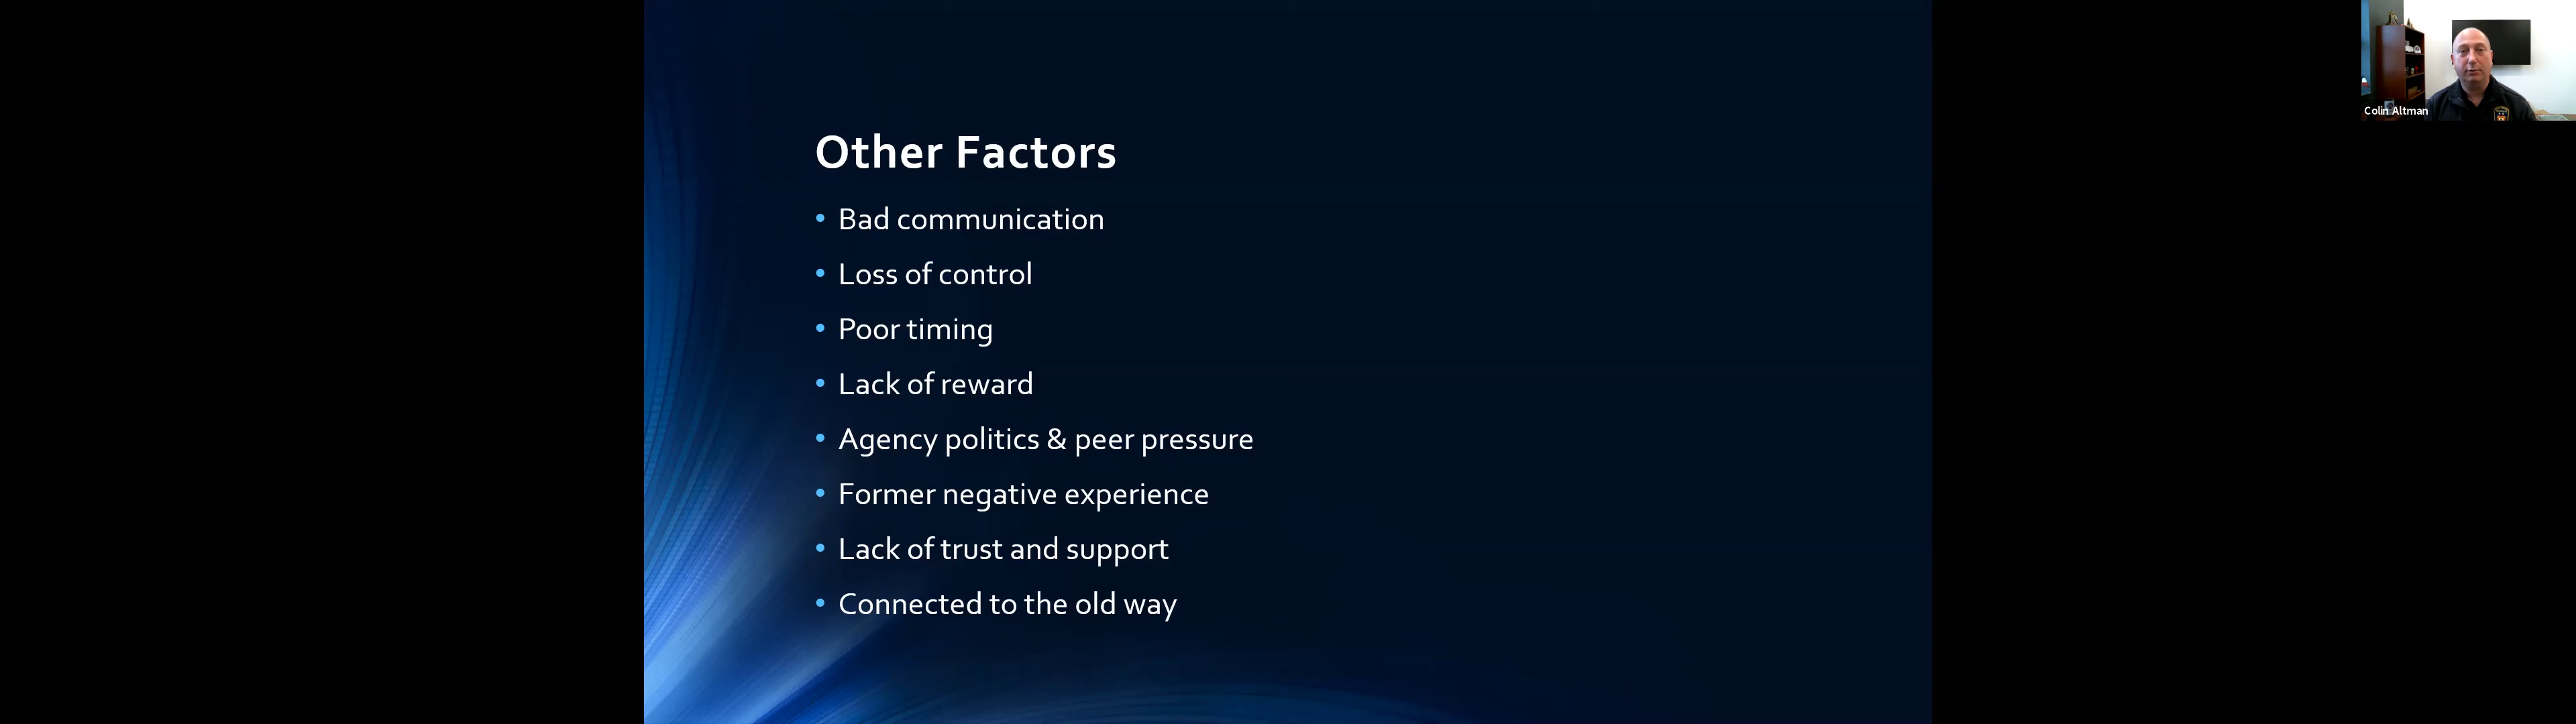 Other Factors
• Bad communication
• Loss of control
• Poor timing
• Lack of reward
• Agency politics & peer pressure
• Former negative experience
• Lack of trust and support
• Connected to the old way
Colin Altman